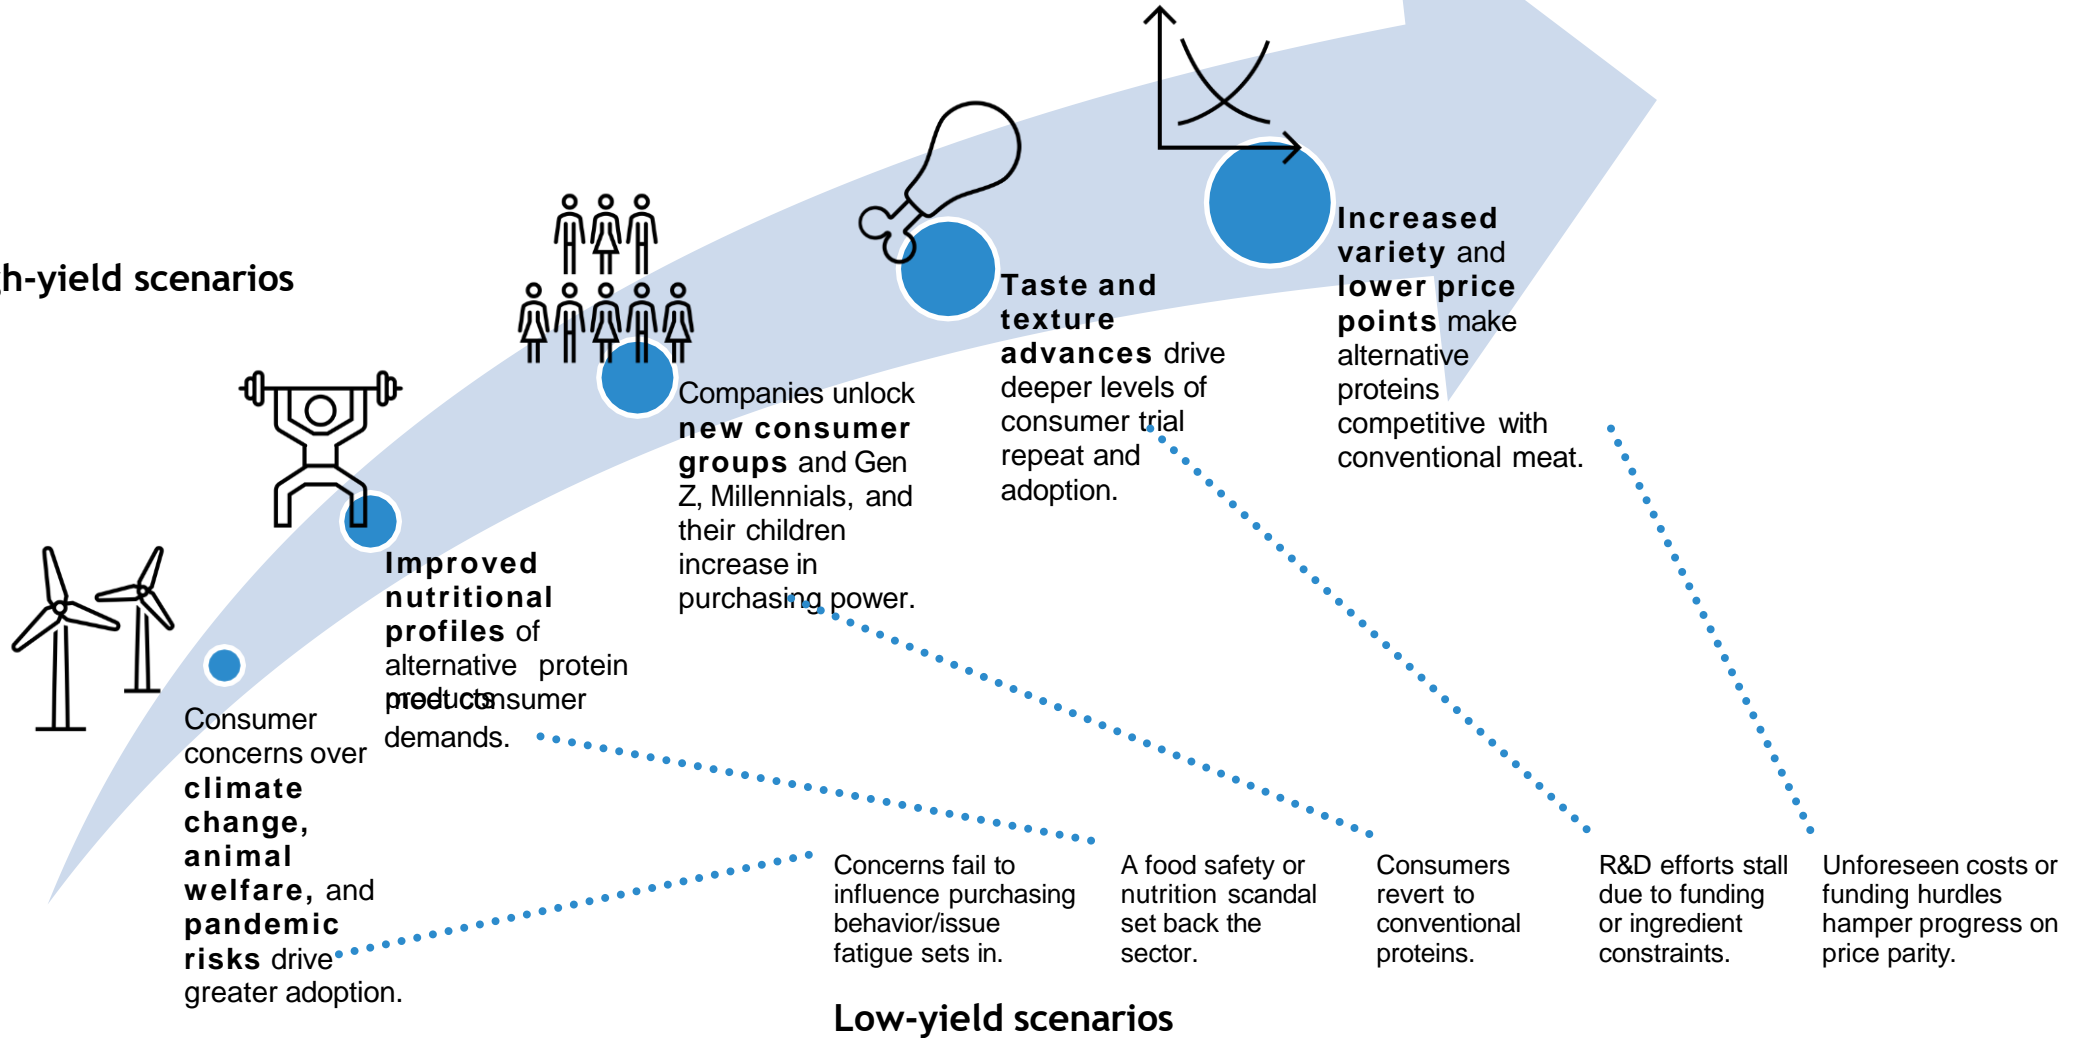 h-yield scenarios
Increased
variety and
lower price
points make
alternative
proteins
competitive with
conventional meat.
Taste and
texture
advances drive
deeper levels of
consumer trial
repeat and
adoption.
Companies unlock
new consumer
groups and Gen
Z, Millennials, and
their children
increase in
purchasing power.
Improved
nutritional
profiles of
alternative protein
products
meet consumer
demands.
Consumer
concerns over
climate
change,
animal
welfare, and
pandemic
risks drive
greater adoption.
Concerns fail to
influence purchasing
behavior/issue
fatigue sets in.
A food safety or
nutrition scandal
set back the
sector.
Consumers
revert to
conventional
proteins.
R&D efforts stall
due to funding
or ingredient
constraints.
Unforeseen costs or
funding hurdles
hamper progress on
price parity.
Low-yield scenarios